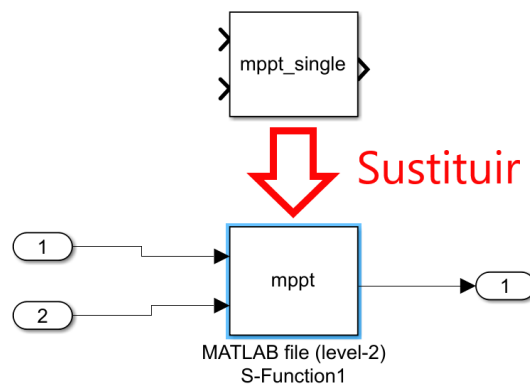 mppt_single
Sustituir
1
mppt
1
2
MATLAB file (level-2)
S-Function1